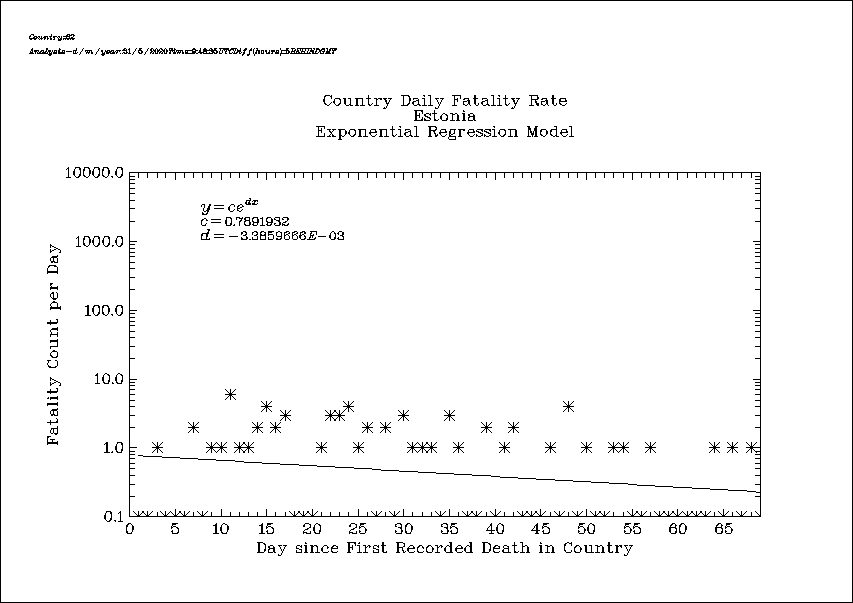 Country:62
Analysis-d/m/year:31/5/2020Time:9:48:35UTCDiff(hours):5BEHINDGMT
Country Daily Fatality Rate
Estonia
Exponential Regression Model
y=ce^dx
c=0.7891932
d=-3.3859666E-03
Fatality Count per Day
10000.0
1000.0
100.0
10.0
1.0
0.1
0 5 10 15 20 25 30 35 40 45 50 55 60 65
Day since First Recorded Death in Country